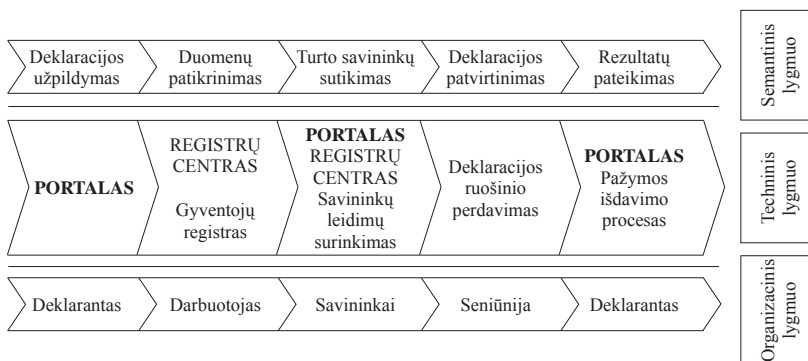 Deklaracijos
užpildymas
Duomenų
patikrinimas
Turto savininkų
sutikimas
Deklaracijos
patvirtinimas
Rezultatų
pateikimas
Semantinis
lygmuo
PORTALAS
REGISTRŲ
CENTRAS
Gyventojų
registras
PORTALAS
REGISTRŲ
CENTRAS
Savininkų
leidimų
surinkimas
Deklaracijos
ruošinio
perdavimas
PORTALAS
Pažymos
išdavimo
procesas
Techninis
lygmuo
Deklarantas
Darbuotojas
Savininkai
Seniūnija
Deklarantas
Organizacinis
lygmuo